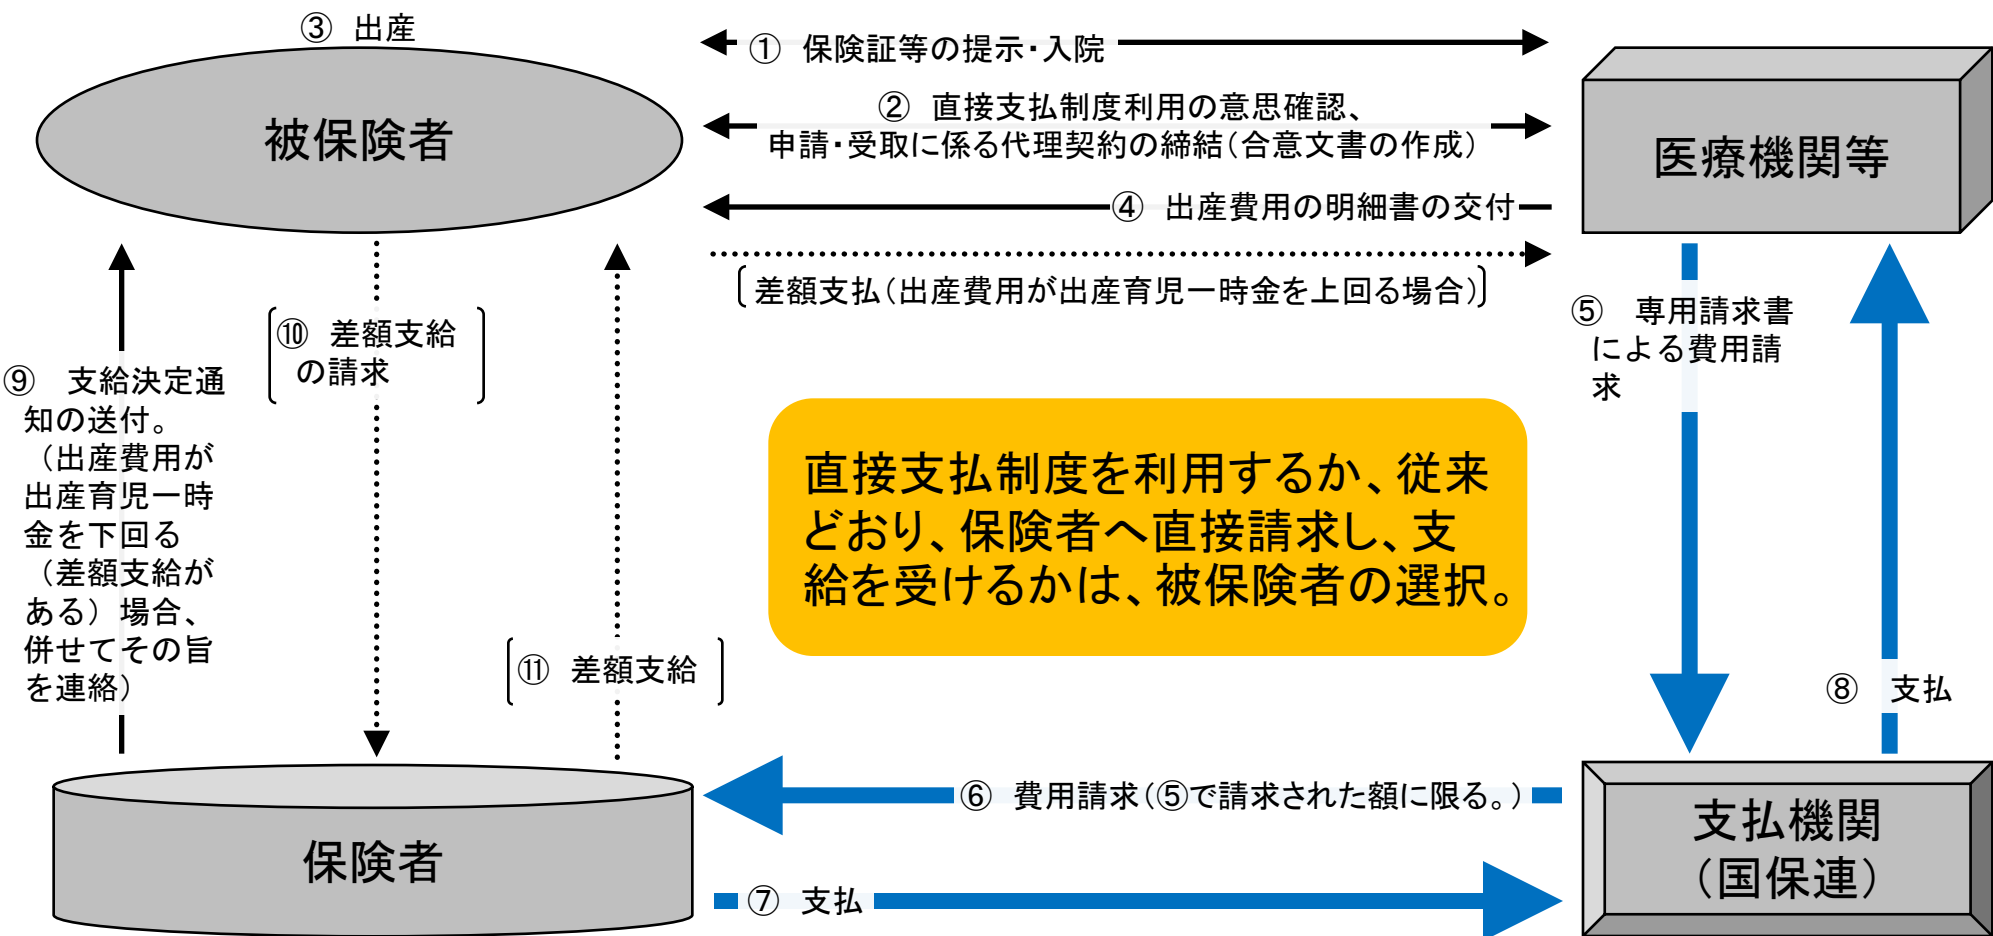 ③ 出産
① 保険証等の提示・入院
② 直接支払制度利用の意思確認、
申請・受取に係る代理契約の締結（合意文書の作成）
被保険者
医療機関等
④ 出産費用の明細書の交付
差額支払（出産費用が出産育児一時金を上回る場合）
⑩ 差額支給
の請求
⑤ 専用請求書
による費用請
求
⑨ 支給決定通
知の送付。
（出産費用が
出産育児一時
金を下回る
（差額支給が
ある）場合、
併せてその旨
を連絡）
直接支払制度を利用するか、従来
どおり、保険者へ直接請求し、支
給を受けるかは、被保険者の選択。
⑪ 差額支給
⑧ 支払
⑥ 費用請求（⑤で請求された額に限る。）
保険者
支払機関
（国保連）
⑦ 支払